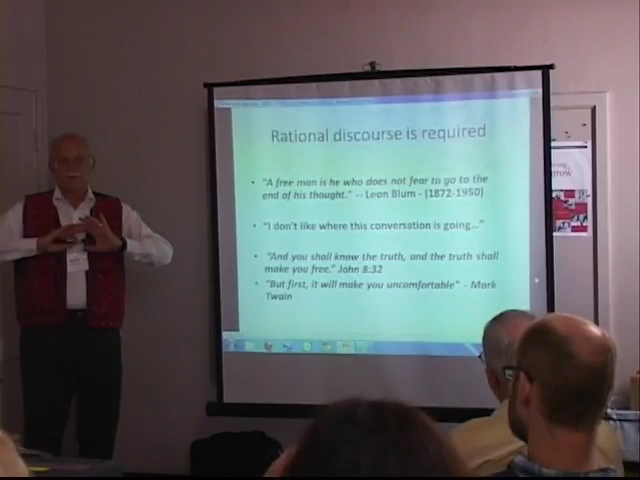 Rational discourse is required
• "A free man is he who does not fear to go to the
end of his thought." -- Leon Blum - (1872-1950)
• "I don't like where this conversation is going..."
• "And you shall know the truth, and the truth shall
make you free." John 8:32
• "But first, it will make you uncomfortable" - Mark
Twain